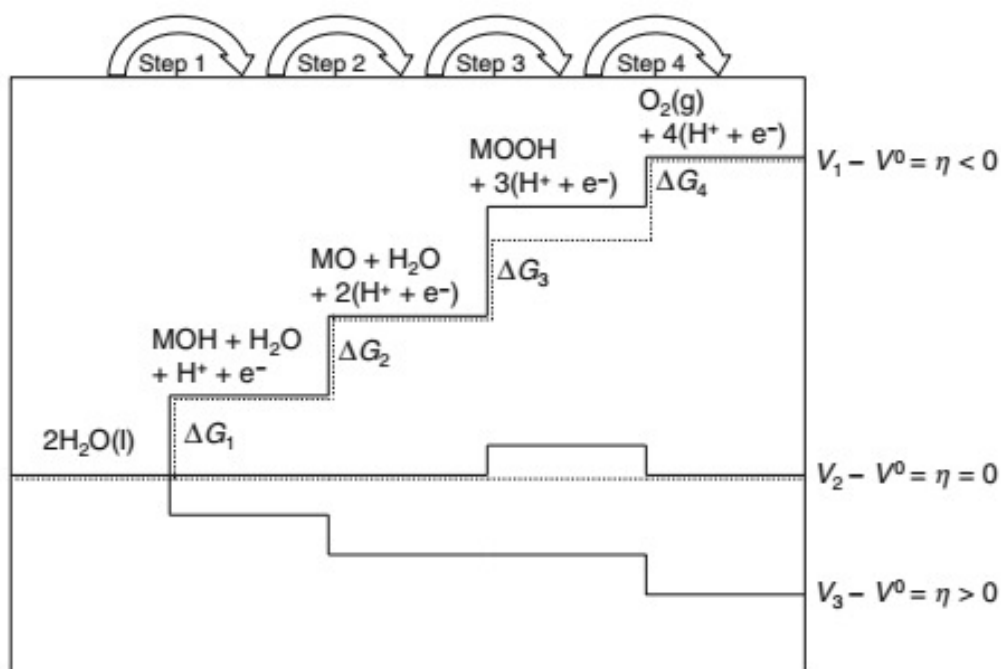 Step 1
Step 2
Step 3
Step 4
O₂(g)
+ 4(H⁺ + e⁻)
V₁ – V⁰ = η < 0
MOOH
+ 3(H⁺ + e⁻)
ΔG₄
MO + H₂O
+ 2(H⁺ + e⁻)
ΔG₃
MOH + H₂O
+ H⁺ + e⁻
ΔG₂
2H₂O(l)
ΔG₁
V₂ – V⁰ = η = 0
V₃ – V⁰ = η > 0